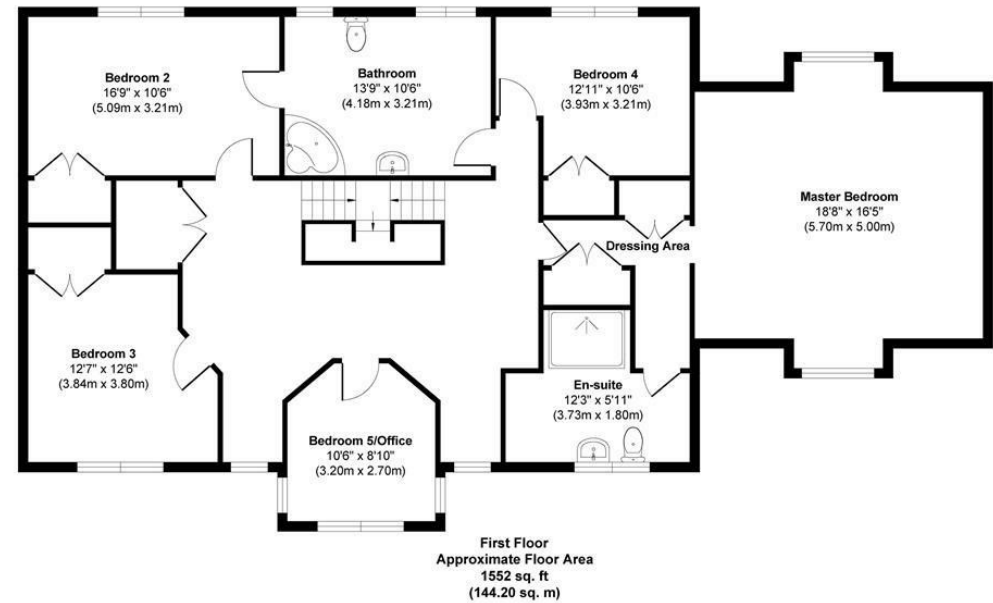 Bedroom 2
16'9" x 10'6"
(5.09m x 3.21m)
Bathroom
13'9" x 10'6"
(4.18m x 3.21m)
Bedroom 4
12'11" x 10'6"
(3.93m x 3.21m)
Master Bedroom
18'8" x 16'5"
(5.70m x 5.00m)
Dressing Area
Bedroom 3
12'7" x 12'6"
(3.84m x 3.80m)
En-suite
12'3" x 5'11"
(3.73m x 1.80m)
Bedroom 5/Office
10'6" x 8'10"
(3.20m x 2.70m)
First Floor
Approximate Floor Area
1552 sq. ft
(144.20 sq. m)